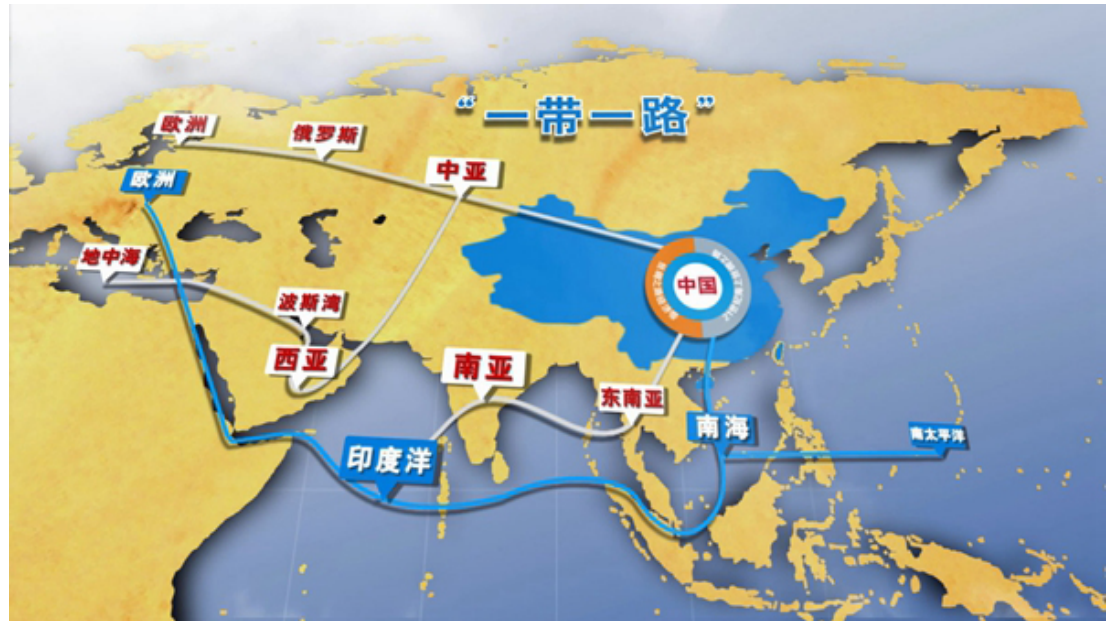 “一带一路”
欧洲
俄罗斯
中亚
欧洲
地中海
波斯湾
西亚
南亚
东南亚
中国
南海
南太平洋
印度洋